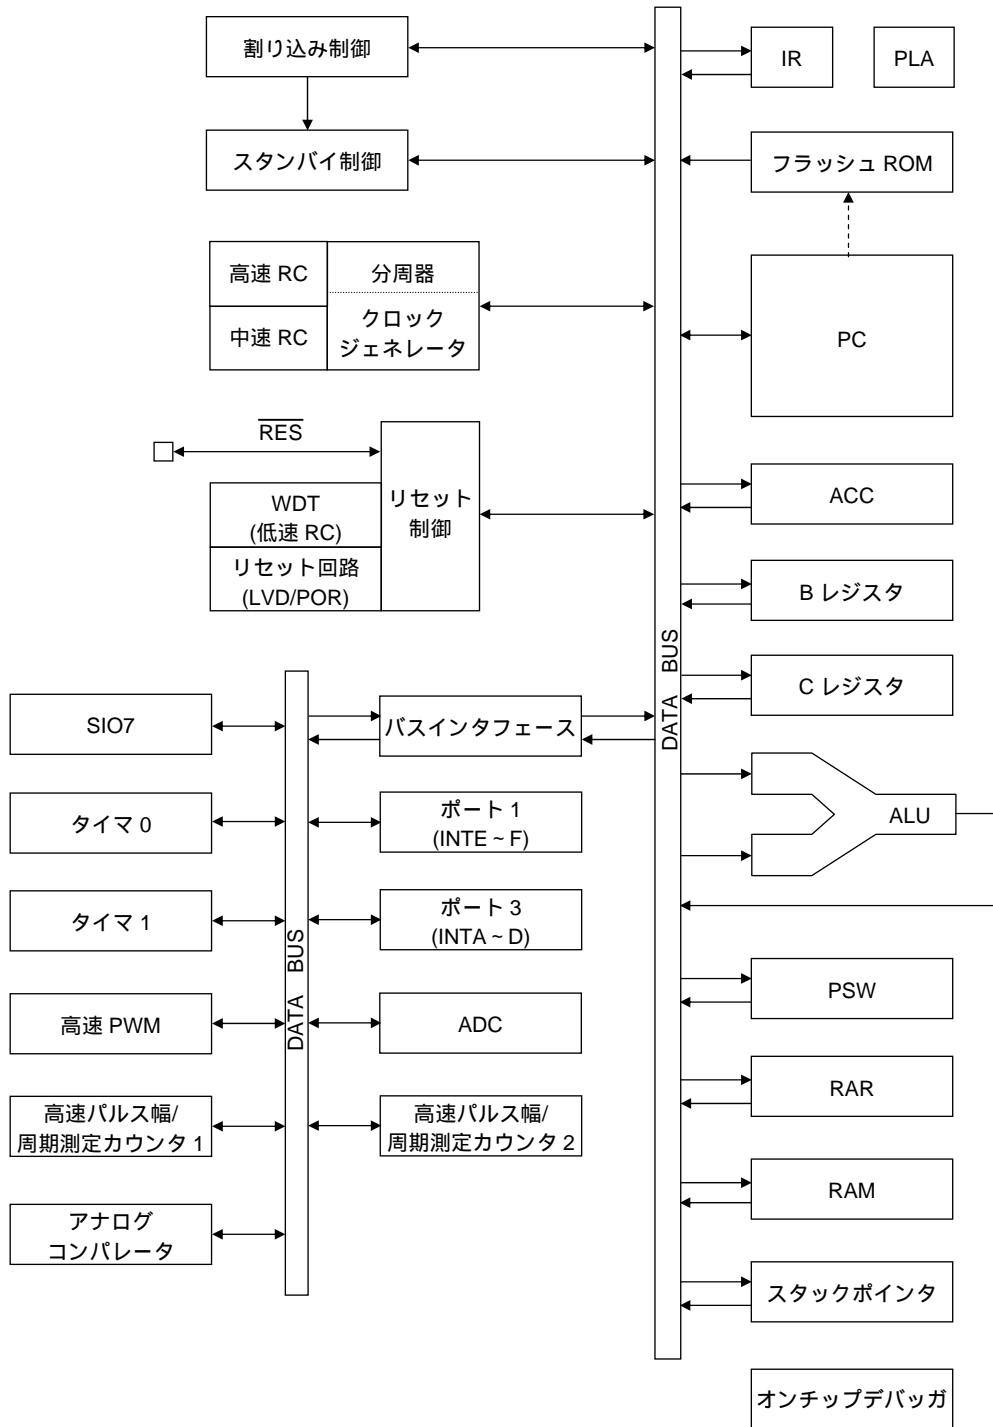 割り込み制御
IR
PLA
スタンバイ制御
フラッシュ ROM
高速 RC
分周器
中速 RC
クロック
ジェネレータ
PC
RES
WDT
(低速 RC)
リセット回路
(LVD/POR)
リセット
制御
ACC
B レジスタ
C レジスタ
DATA BUS
SIO7
バスインタフェース
タイマ 0
ポート 1
(INTE ~ F)
ALU
タイマ 1
ポート 3
(INTA ~ D)
DATA BUS
高速 PWM
ADC
PSW
高速パルス幅/
周期測定カウンタ 1
高速パルス幅/
周期測定カウンタ 2
RAR
RAM
アナログ
コンパレータ
スタックポインタ
オンチップデバッガ